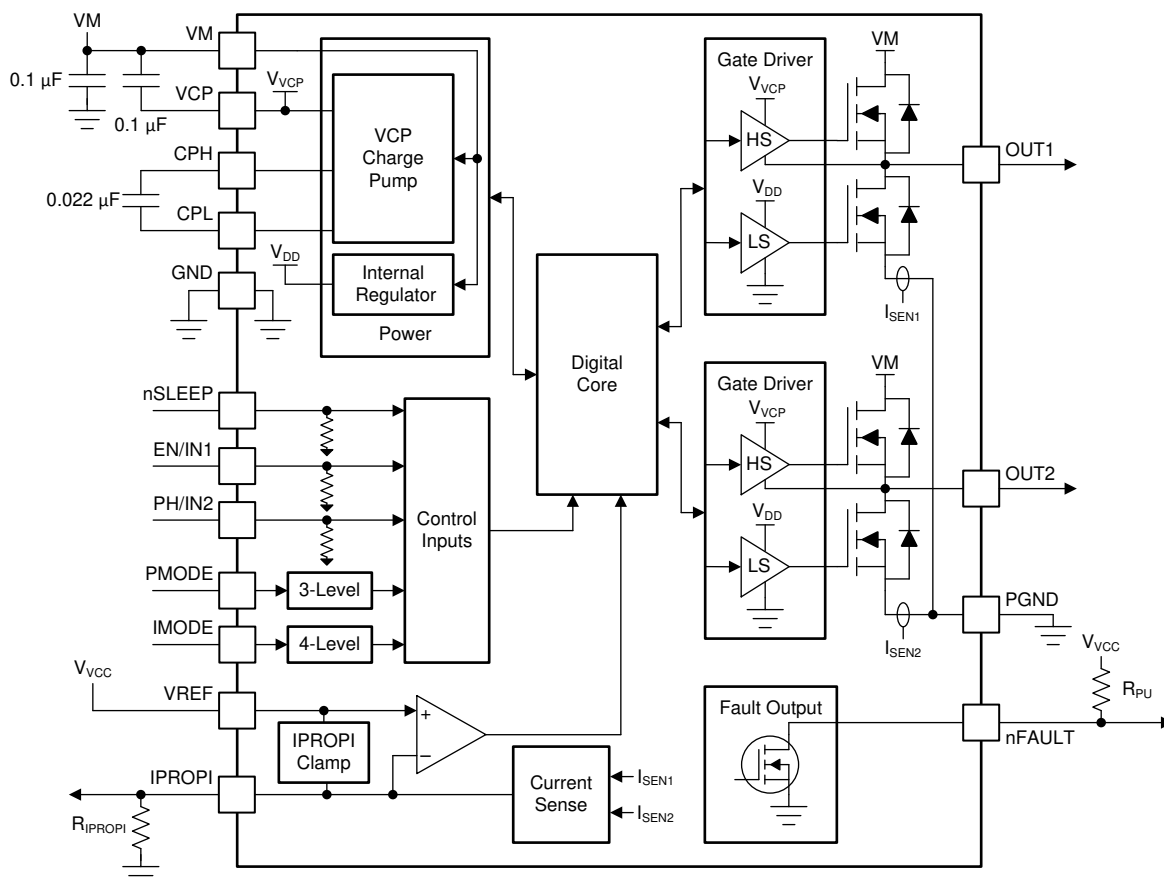 VM
VM
0.1 µF
VCP
0.1 µF
V_VCP
CPH
0.022 µF
CPL
VCP
Charge
Pump
V_DD
GND
Internal
Regulator
Power
nSLEEP
EN/IN1
PH/IN2
PMODE
3-Level
IMODE
4-Level
Control
Inputs
Digital
Core
V_VCC
VREF
+
−
IPROPI
Clamp
IPROPI
R_IPROPI
Current
Sense
I_SEN1
I_SEN2
Gate Driver
V_VCP
HS
V_DD
LS
VM
OUT1
I_SEN1
Gate Driver
V_VCP
HS
V_DD
LS
VM
OUT2
I_SEN2
PGND
V_VCC
R_PU
Fault Output
nFAULT